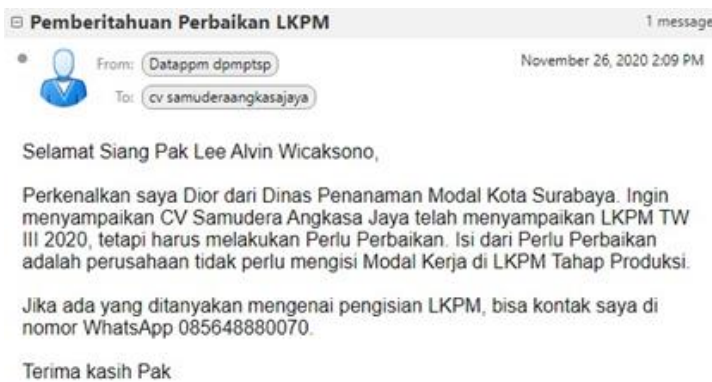 Pemberitahuan Perbaikan LKPM
1 message
From: Datappm dpmptsp
November 26, 2020 2:09 PM
To: cv samuderaangkasajaya
Selamat Siang Pak Lee Alvin Wicaksono,
Perkenalkan saya Dior dari Dinas Penanaman Modal Kota Surabaya. Ingin
menyampaikan CV Samudera Angkasa Jaya telah menyampaikan LKPM TW
III 2020, tetapi harus melakukan Perlu Perbaikan. Isi dari Perlu Perbaikan
adalah perusahaan tidak perlu mengisi Modal Kerja di LKPM Tahap Produksi.
Jika ada yang ditanyakan mengenai pengisian LKPM, bisa kontak saya di
nomor WhatsApp 085648880070.
Terima kasih Pak